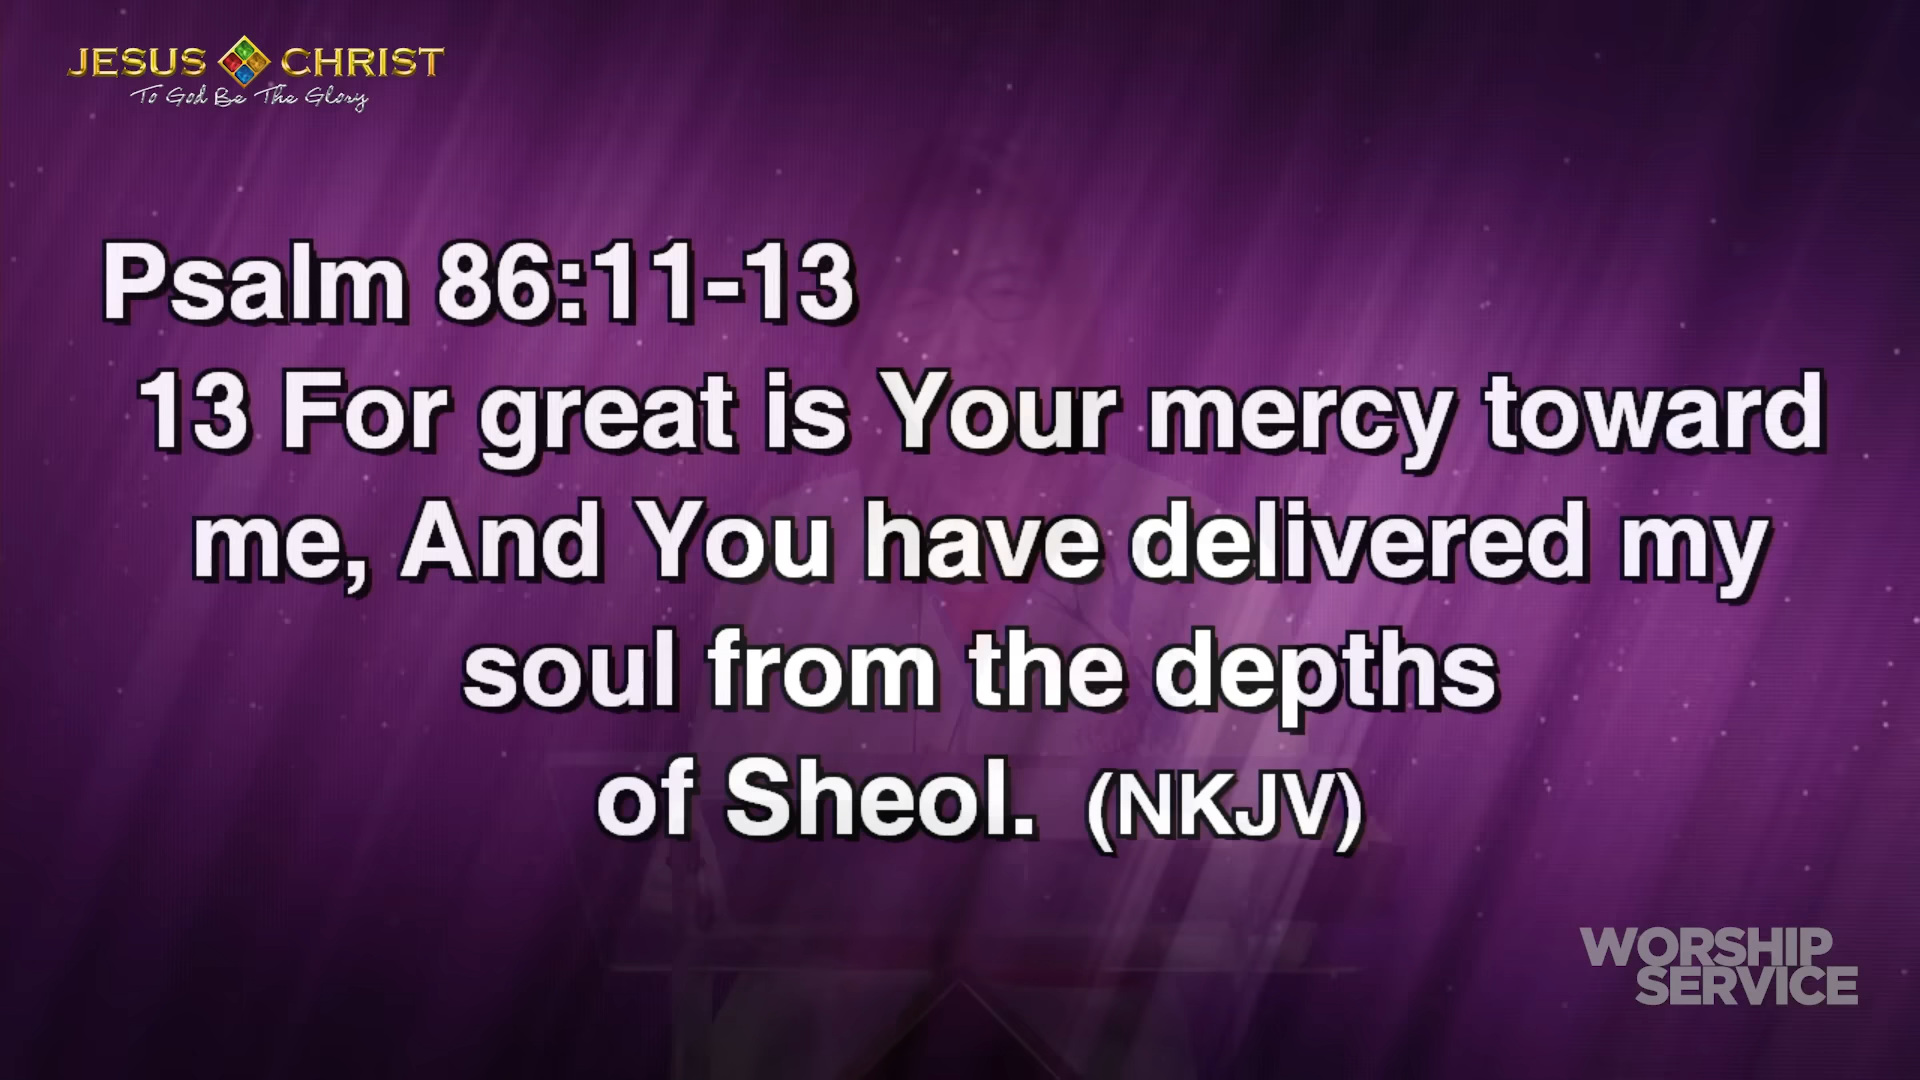 JESUS CHRIST
To God Be The Glory
Psalm 86:11-13
13 For great is Your mercy toward
me, And You have delivered my
soul from the depths
of Sheol. (NKJV)
WORSHIP
SERVICE